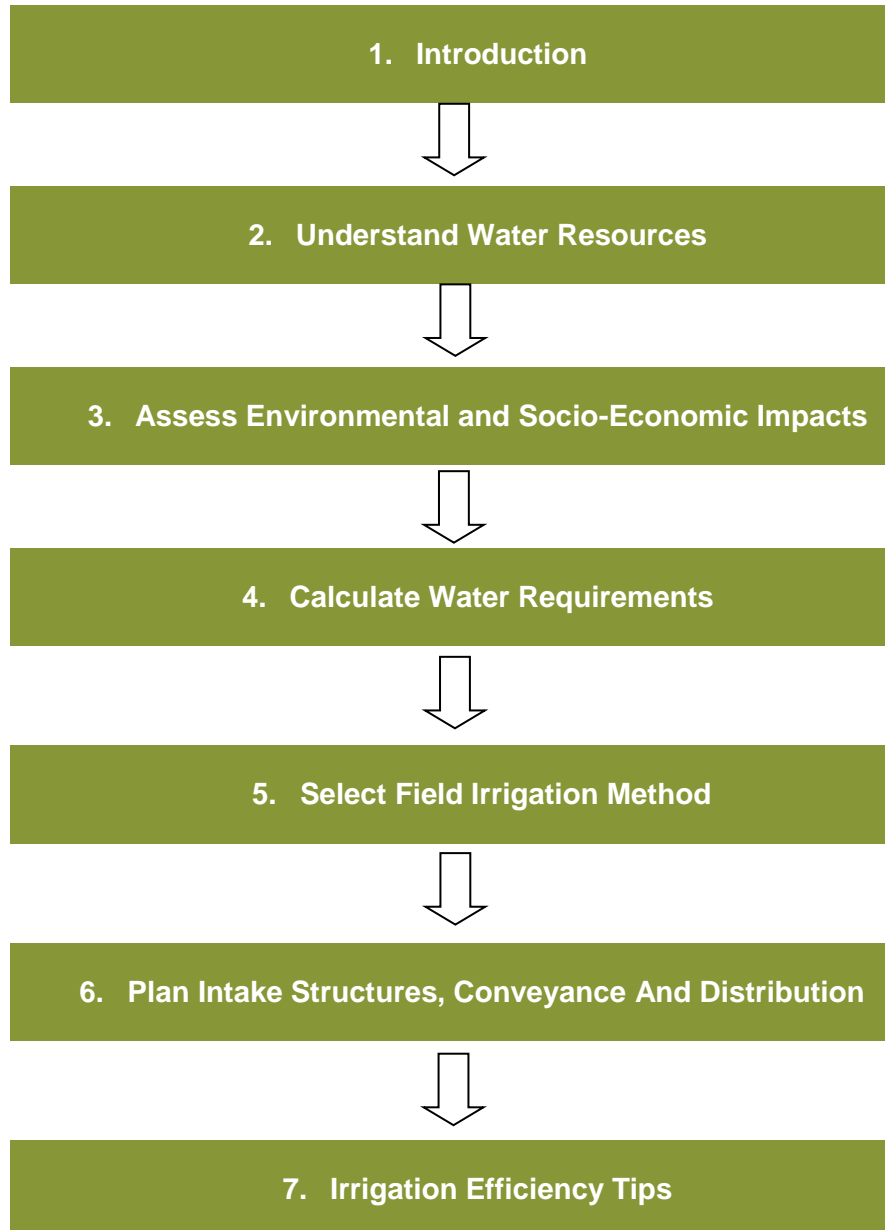 1. Introduction
2. Understand Water Resources
3. Assess Environmental and Socio-Economic Impacts
4. Calculate Water Requirements
5. Select Field Irrigation Method
6. Plan Intake Structures, Conveyance And Distribution
7. Irrigation Efficiency Tips